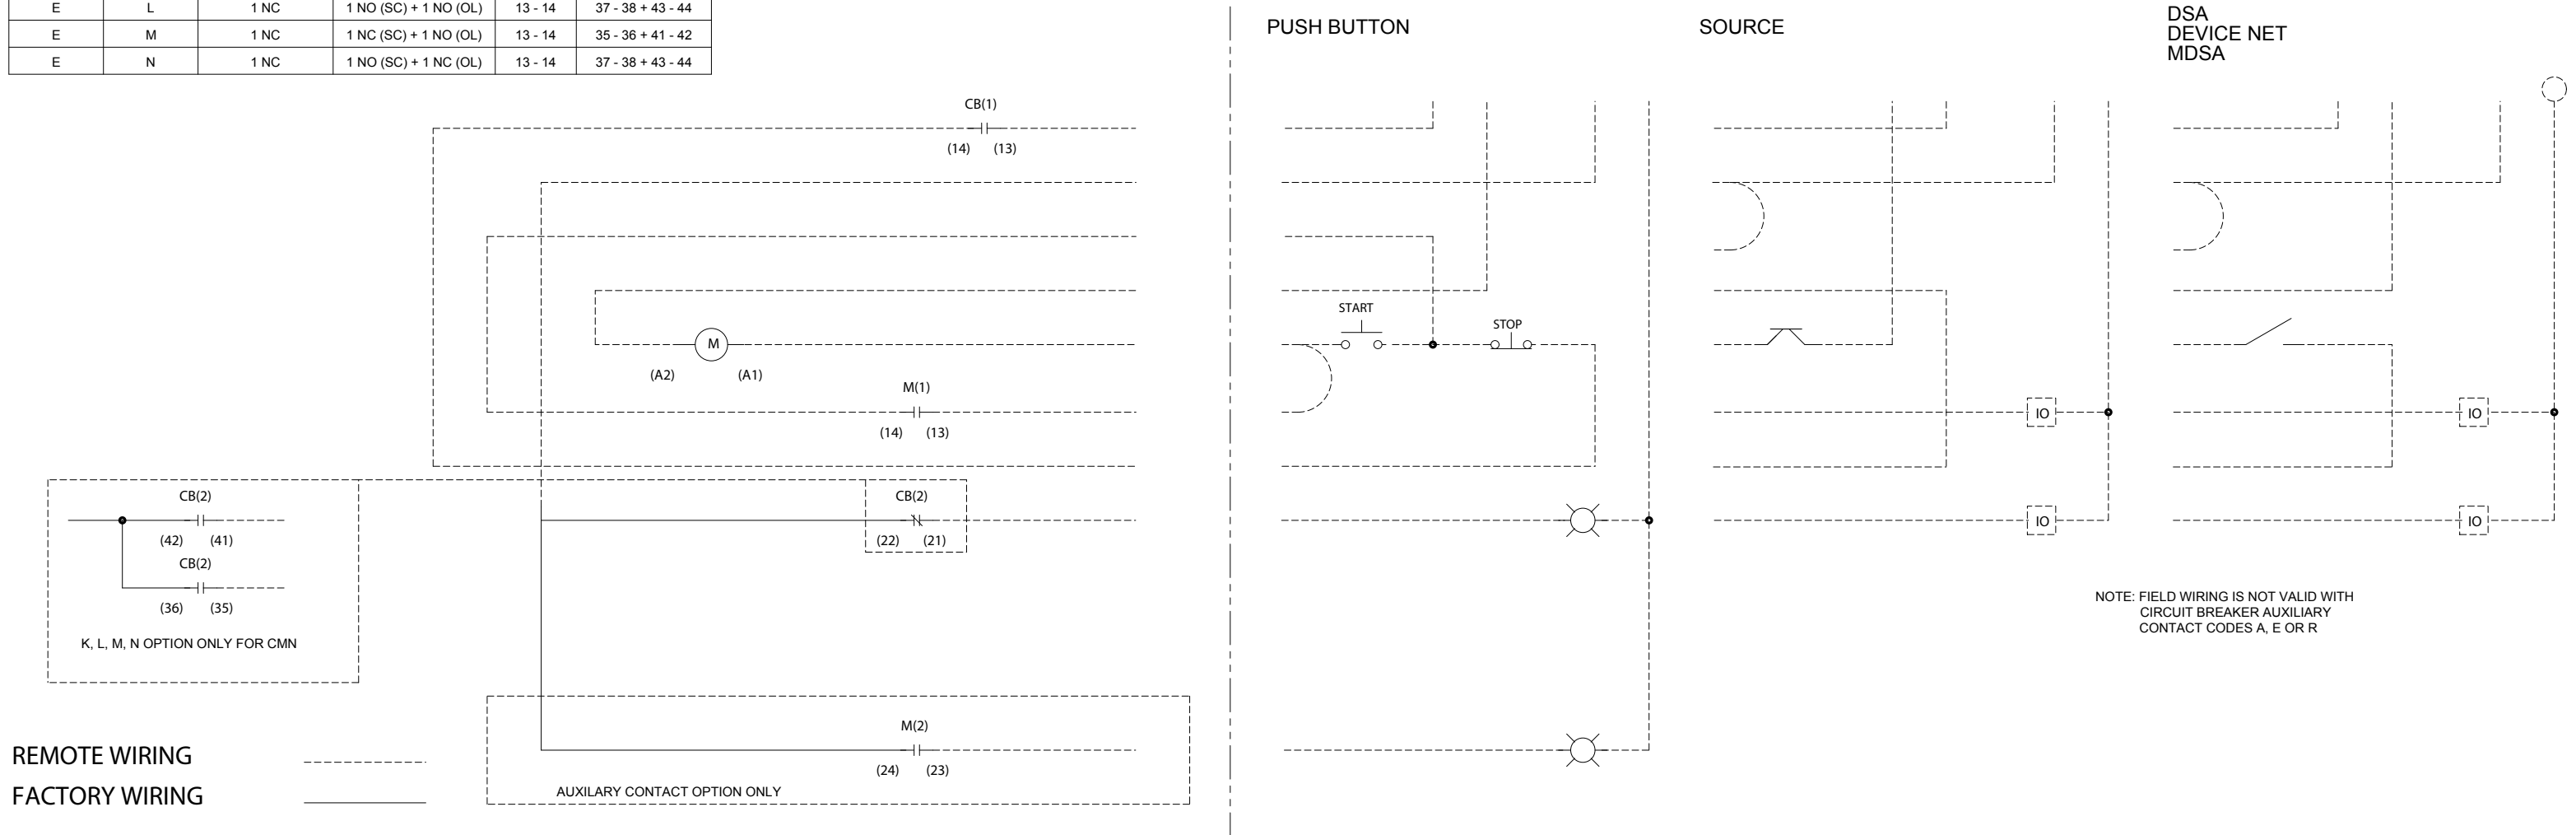 E L 1 NC 1 NO (SC) + 1 NO (OL) 13 - 14 37 - 38 + 43 - 44
E M 1 NC 1 NC (SC) + 1 NO (OL) 13 - 14 35 - 36 + 41 - 42
E N 1 NC 1 NO (SC) + 1 NC (OL) 13 - 14 37 - 38 + 43 - 44
CB(1)
(14) (13)
M
(A2) (A1)
M(1)
(14) (13)
CB(2)
(42) (41)
CB(2)
(36) (35)
K, L, M, N OPTION ONLY FOR CMN
CB(2)
(22) (21)
M(2)
(24) (23)
AUXILARY CONTACT OPTION ONLY
REMOTE WIRING
FACTORY WIRING
PUSH BUTTON
START
STOP
SOURCE
IO
IO
DSA
DEVICE NET
MDSA
IO
IO
NOTE: FIELD WIRING IS NOT VALID WITH
CIRCUIT BREAKER AUXILIARY
CONTACT CODES A, E OR R